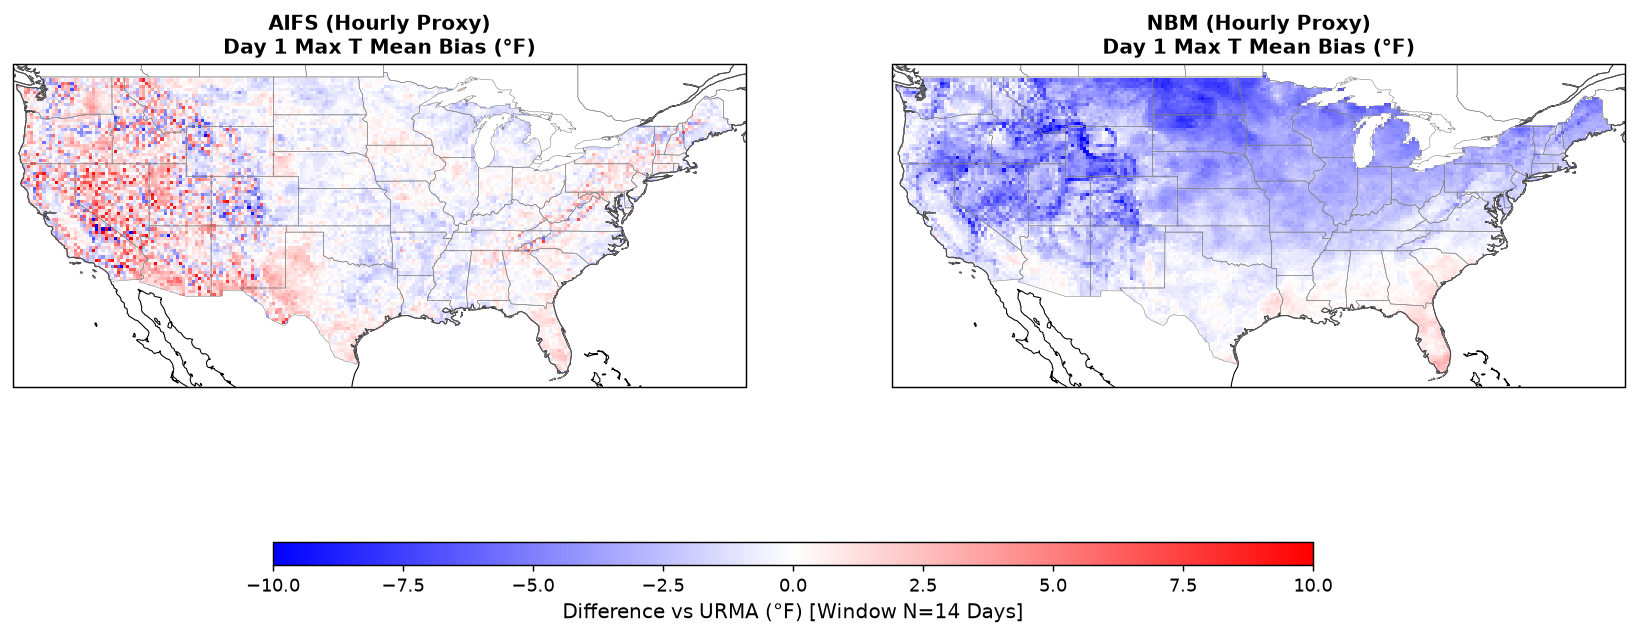 AIFS (Hourly Proxy)
Day 1 Max T Mean Bias (°F)
NBM (Hourly Proxy)
Day 1 Max T Mean Bias (°F)
−10.0 −7.5 −5.0 −2.5 0.0 2.5 5.0 7.5 10.0
Difference vs URMA (°F) [Window N=14 Days]